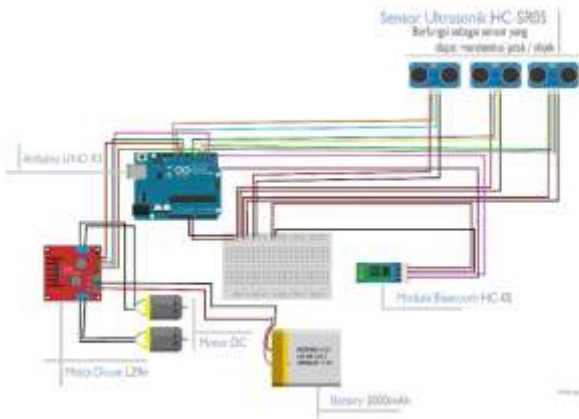 Sensor Ultrasonik HC-SR05
Berfungsi sebagai sensor yang
dapat mendeteksi jarak / objek
Arduino UNO R3
Module Bluetooth HC-05
Motor DC
Motor Driver L298n
Battery 3000mAh